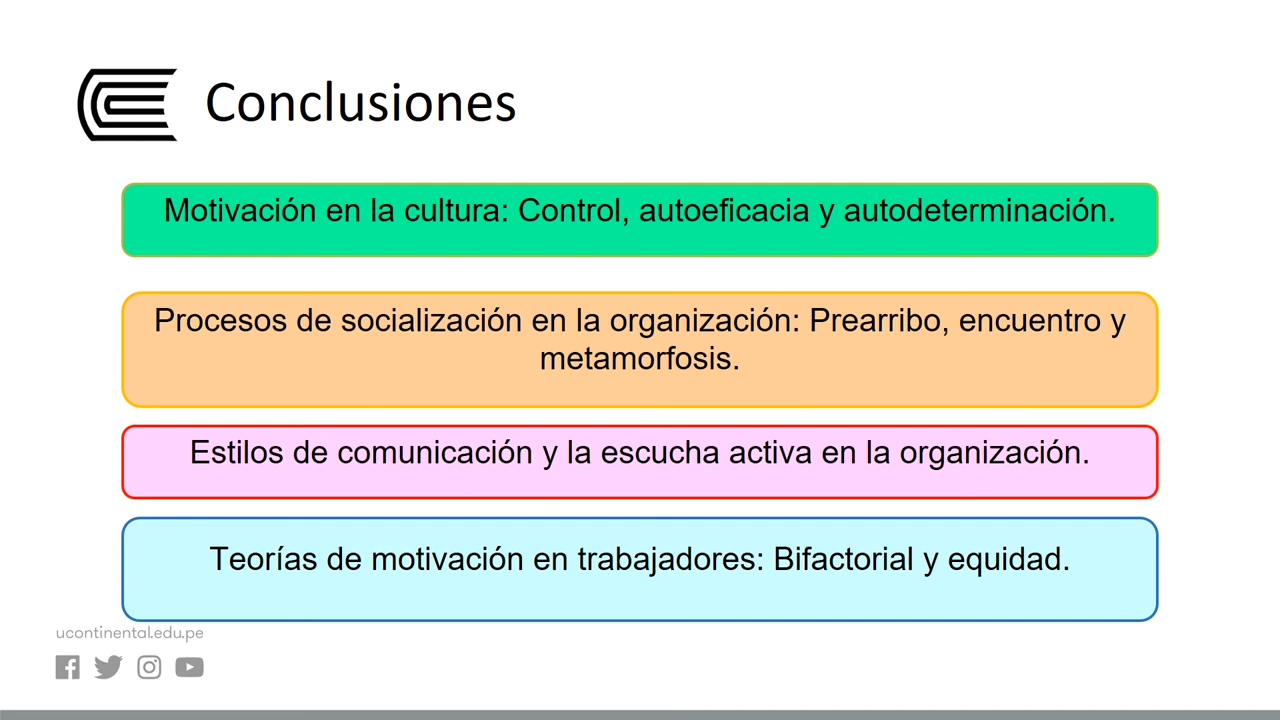 Conclusiones
Motivación en la cultura: Control, autoeficacia y autodeterminación.
Procesos de socialización en la organización: Prearribo, encuentro y
metamorfosis.
Estilos de comunicación y la escucha activa en la organización.
Teorías de motivación en trabajadores: Bifactorial y equidad.
ucontinental.edu.pe